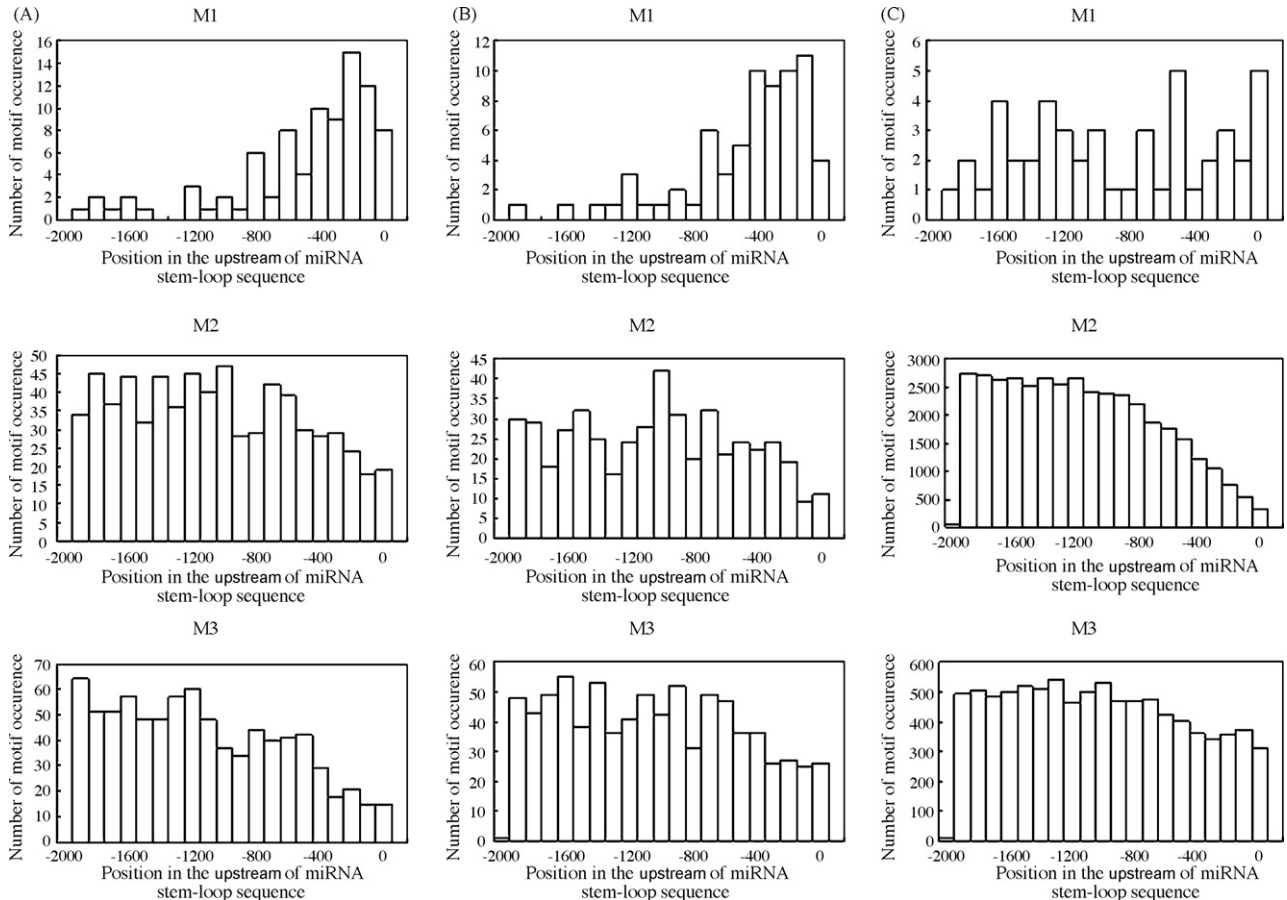 (A)
M1
Number of motif occurence
16
14
12
10
8
6
4
2
0
-2000 -1600 -1200 -800 -400 0
Position in the upstream of miRNA
stem-loop sequence
(B)
M1
Number of motif occurence
12
10
8
6
4
2
0
-2000 -1600 -1200 -800 -400 0
Position in the upstream of miRNA
stem-loop sequence
(C)
M1
Number of motif occurence
6
5
4
3
2
1
0
-2000 -1600 -1200 -800 -400 0
Position in the upstream of miRNA
stem-loop sequence
M2
Number of motif occurence
50
45
40
35
30
25
20
15
10
5
0
-2000 -1600 -1200 -800 -400 0
Position in the upstream of miRNA
stem-loop sequence
M2
Number of motif occurence
45
40
35
30
25
20
15
10
5
0
-2000 -1600 -1200 -800 -400 0
Position in the upstream of miRNA
stem-loop sequence
M2
Number of motif occurence
3000
2500
2000
1500
1000
500
0
-2000 -1600 -1200 -800 -400 0
Position in the upstream of miRNA
stem-loop sequence
M3
Number of motif occurence
70
60
50
40
30
20
10
0
-2000 -1600 -1200 -800 -400 0
Position in the upstream of miRNA
stem-loop sequence
M3
Number of motif occurence
60
50
40
30
20
10
0
-2000 -1600 -1200 -800 -400 0
Position in the upstream of miRNA
stem-loop sequence
M3
Number of motif occurence
600
500
400
300
200
100
0
-2000 -1600 -1200 -800 -400 0
Position in the upstream of miRNA
stem-loop sequence